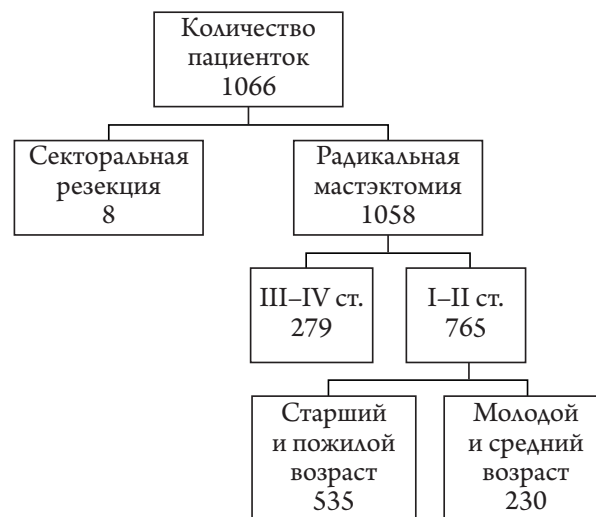 Количество
пациенток
1066
Секторальная
резекция
8
Радикальная
мастэктомия
1058
III–IV ст.
279
I–II ст.
765
Старший
и пожилой
возраст
535
Молодой
и средний
возраст
230